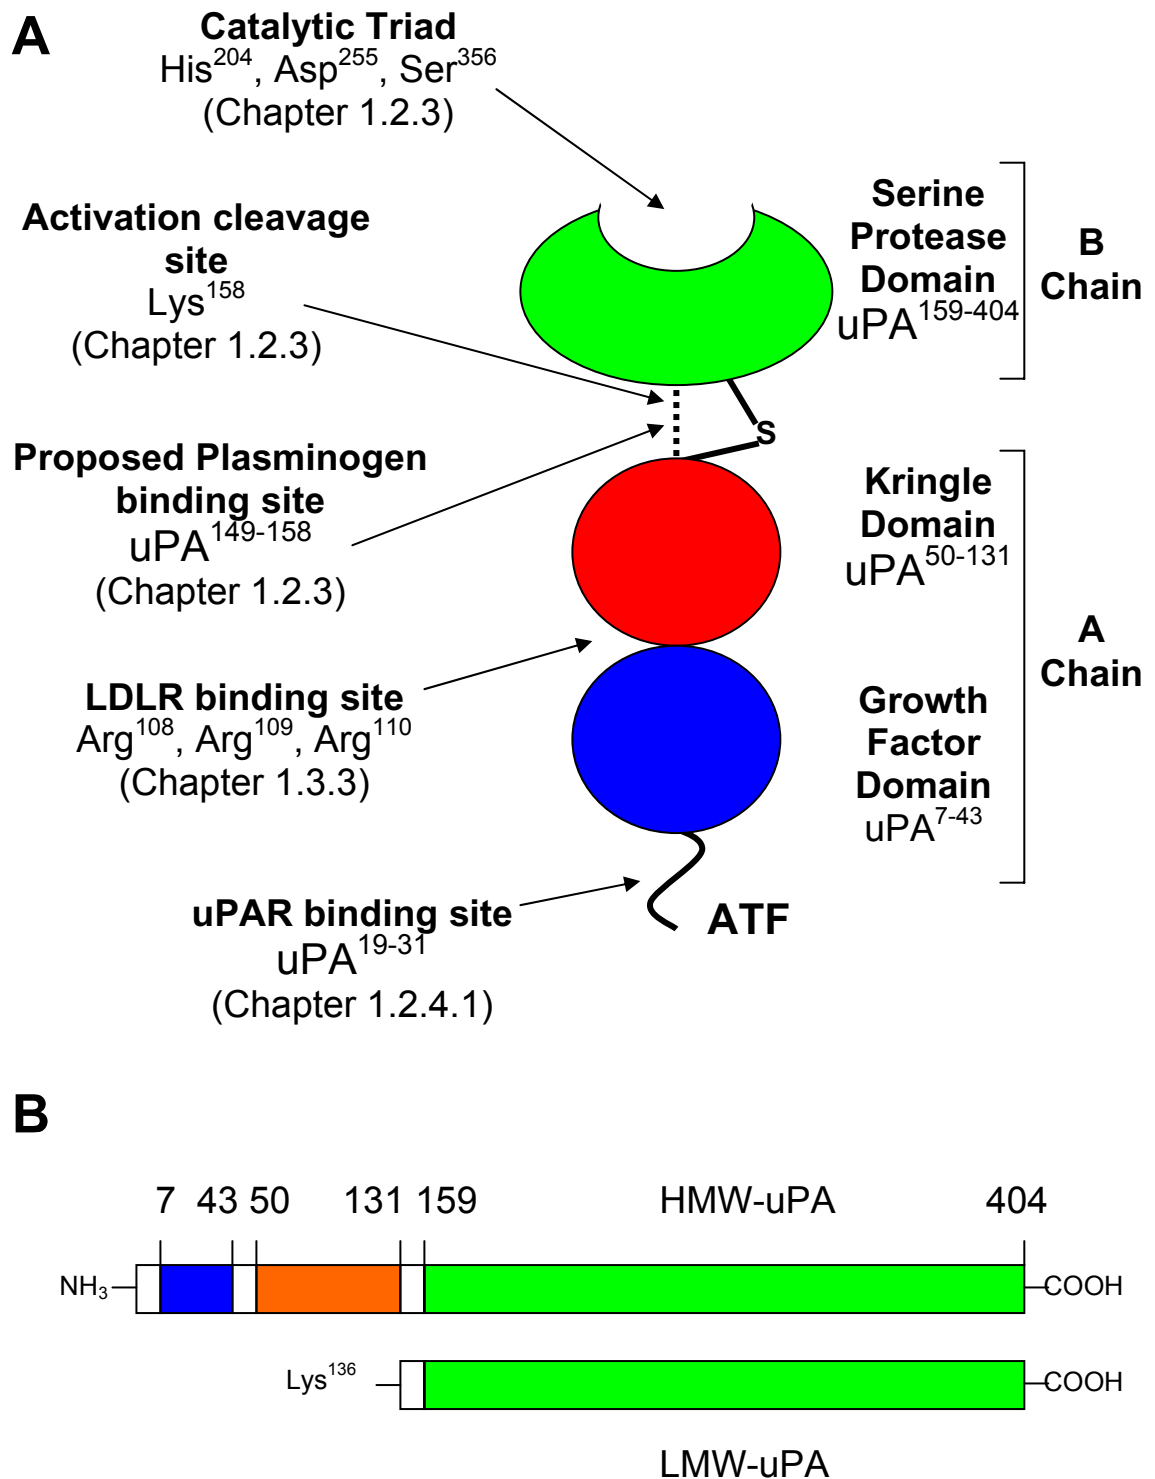 A
Catalytic Triad
His²⁰⁴, Asp²⁵⁵, Ser³⁵⁶
(Chapter 1.2.3)
Activation cleavage
site
Lys¹⁵⁸
(Chapter 1.2.3)
Proposed Plasminogen
binding site
uPA¹⁴⁹⁻¹⁵⁸
(Chapter 1.2.3)
LDLR binding site
Arg¹⁰⁸, Arg¹⁰⁹, Arg¹¹⁰
(Chapter 1.3.3)
uPAR binding site
uPA¹⁹⁻³¹
(Chapter 1.2.4.1)
S
ATF
Serine
Protease
Domain
uPA¹⁵⁹⁻⁴⁰⁴
B
Chain
Kringle
Domain
uPA⁵⁰⁻¹³¹
Growth
Factor
Domain
uPA⁷⁻⁴³
A
Chain
B
7 43 50 131 159 HMW-uPA 404
NH₃ COOH
Lys¹³⁶ COOH
LMW-uPA